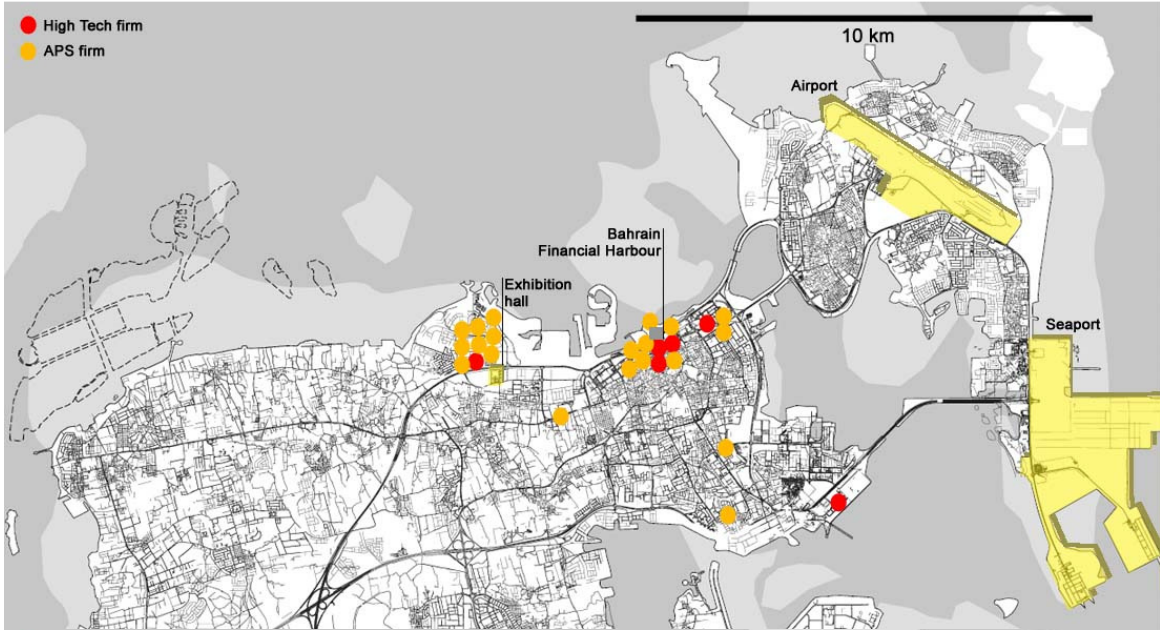 High Tech firm
APS firm
10 km
Airport
Bahrain
Financial Harbour
Exhibition
hall
Seaport